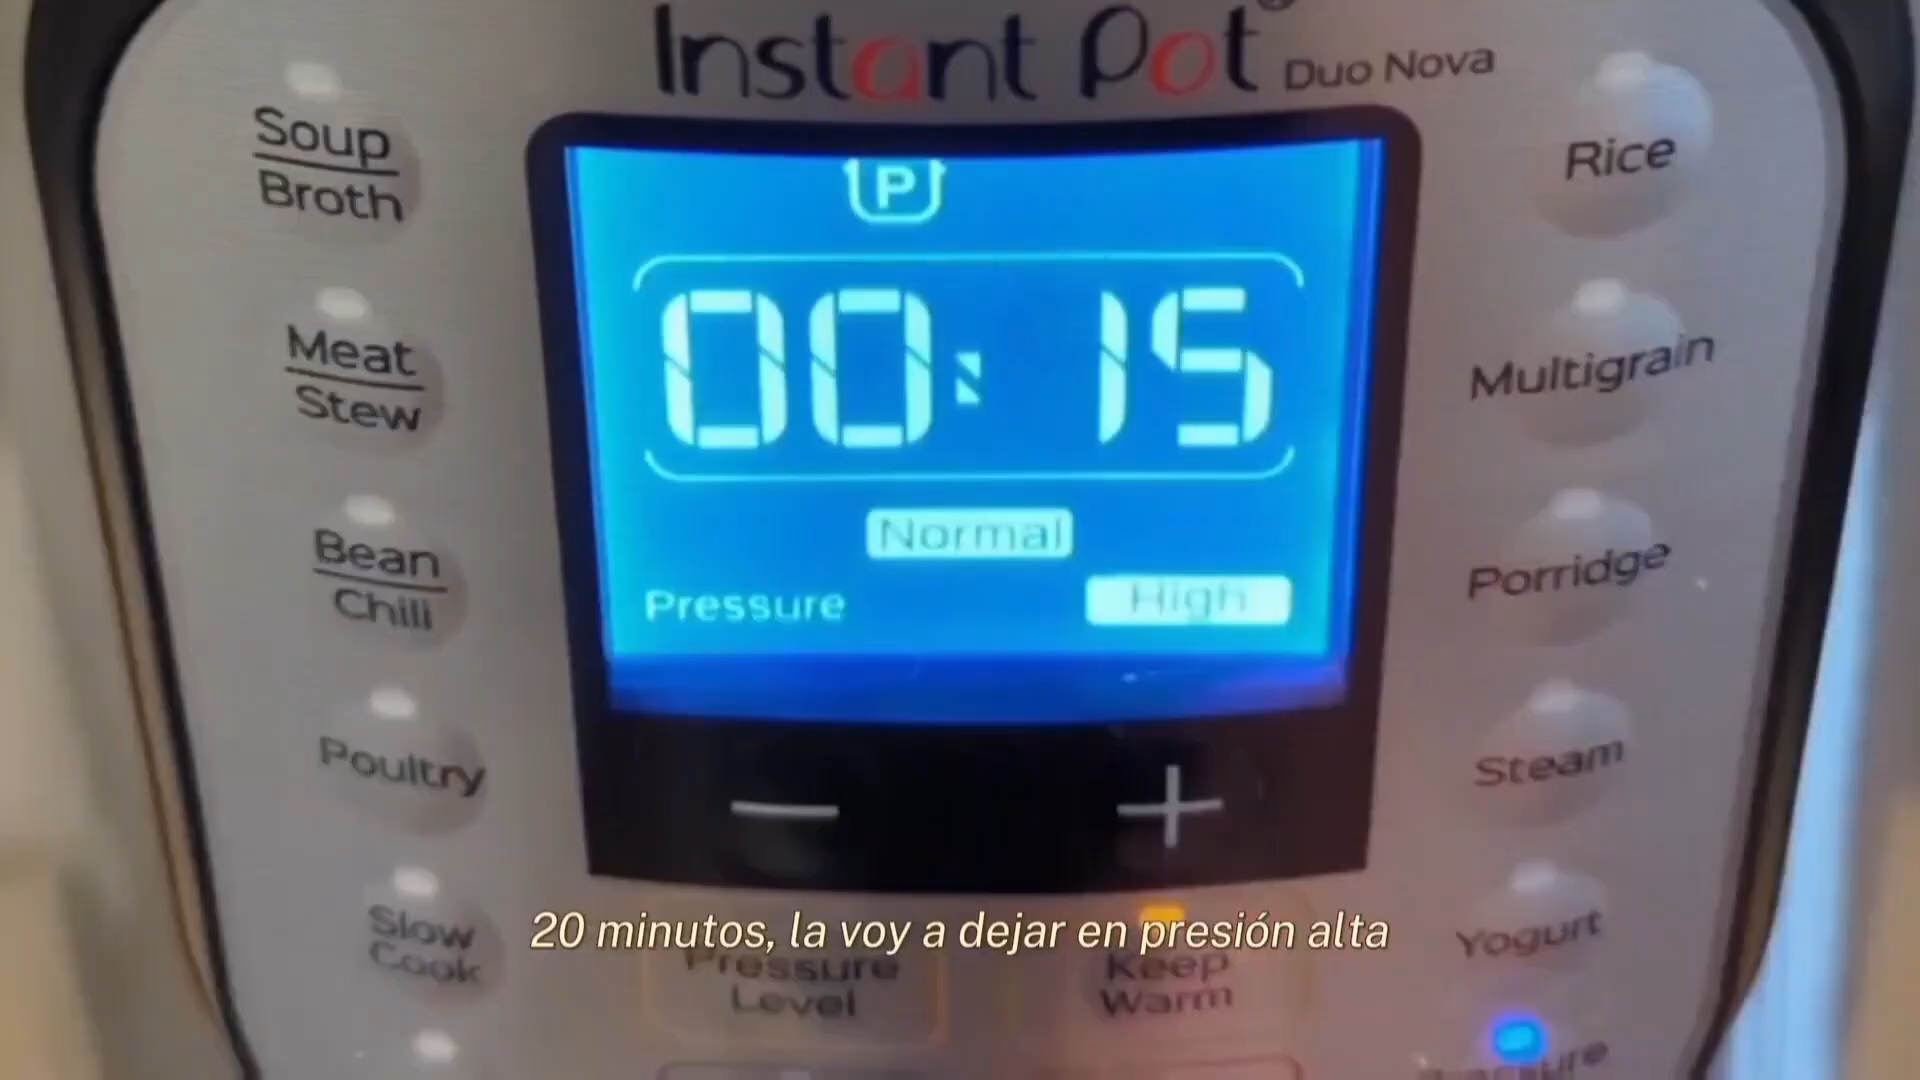 Instant Pot® Duo Nova
Soup
Broth
Meat
Stew
Bean
Chili
Poultry
Slow
Cook
P
00:15
Normal
Pressure High
— +
Rice
Multigrain
Porridge
Steam
Yogurt
20 minutos, la voy a dejar en presión alta
Pressure
Level
Keep
Warm